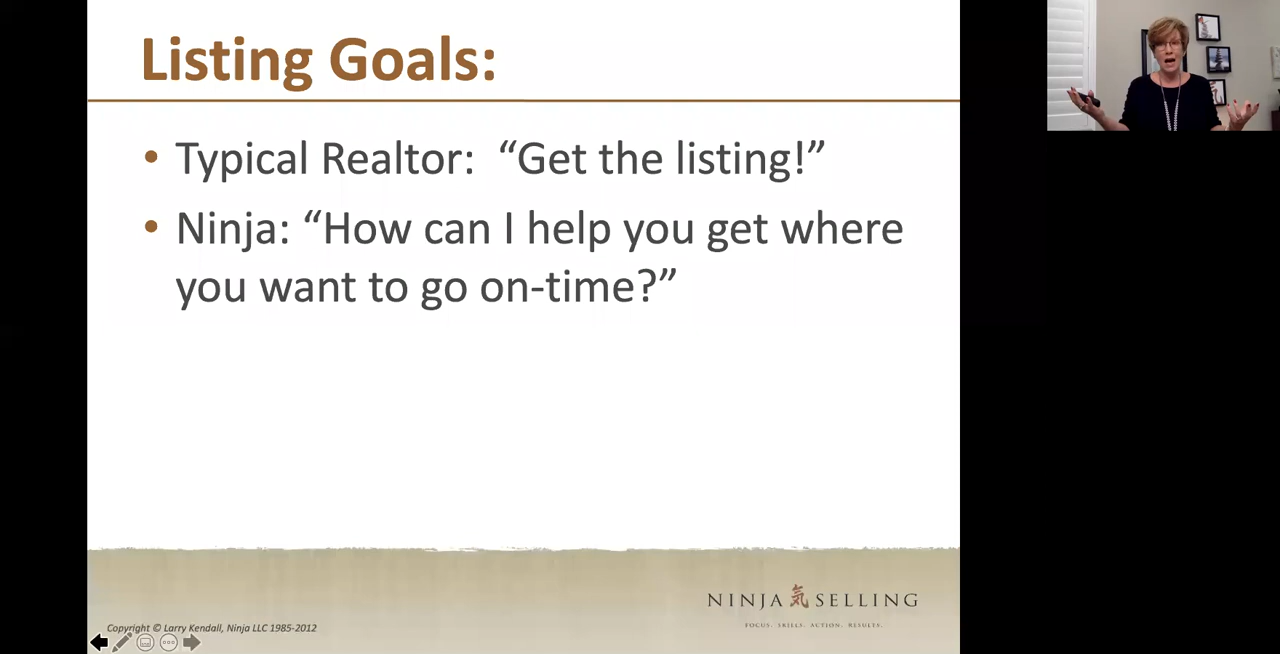 Listing Goals:
• Typical Realtor: “Get the listing!”
• Ninja: “How can I help you get where
you want to go on-time?”
NINJA 気 SELLING
FOCUS. SKILLS. ACTION. RESULTS.
Copyright © Larry Kendall, Ninja LLC 1985-2012